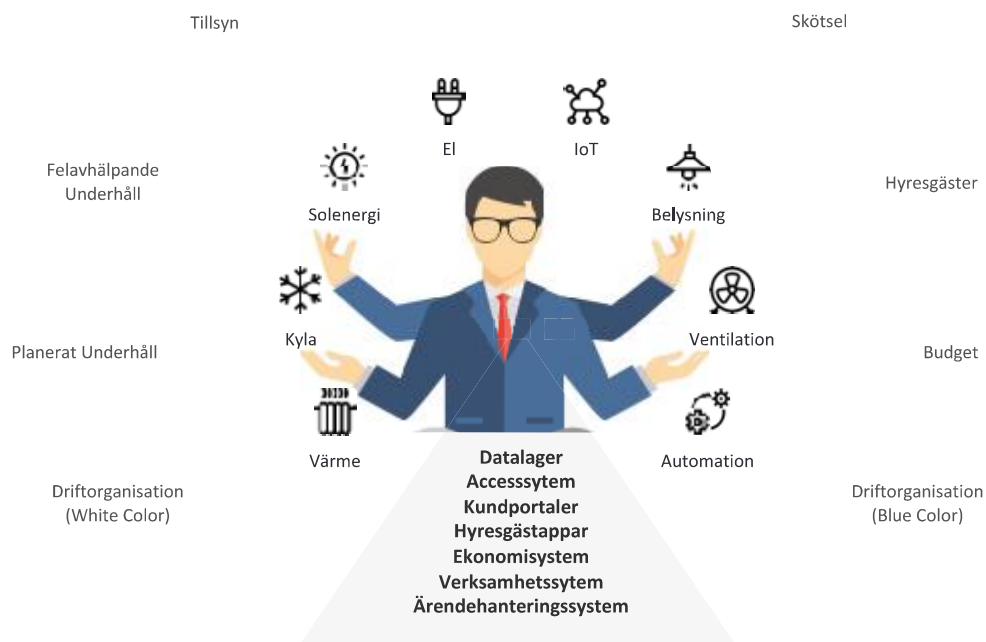 Tillsyn
Skötsel
El
IoT
Felavhälpande
Underhåll
Solenergi
Belysning
Hyresgäster
Kyla
Ventilation
Planerat Underhåll
Budget
Värme
Automation
Driftorganisation
(White Color)
Driftorganisation
(Blue Color)
Datalager
Accesssytem
Kundportaler
Hyresgästappar
Ekonomisystem
Verksamhetssytem
Ärendehanteringssystem